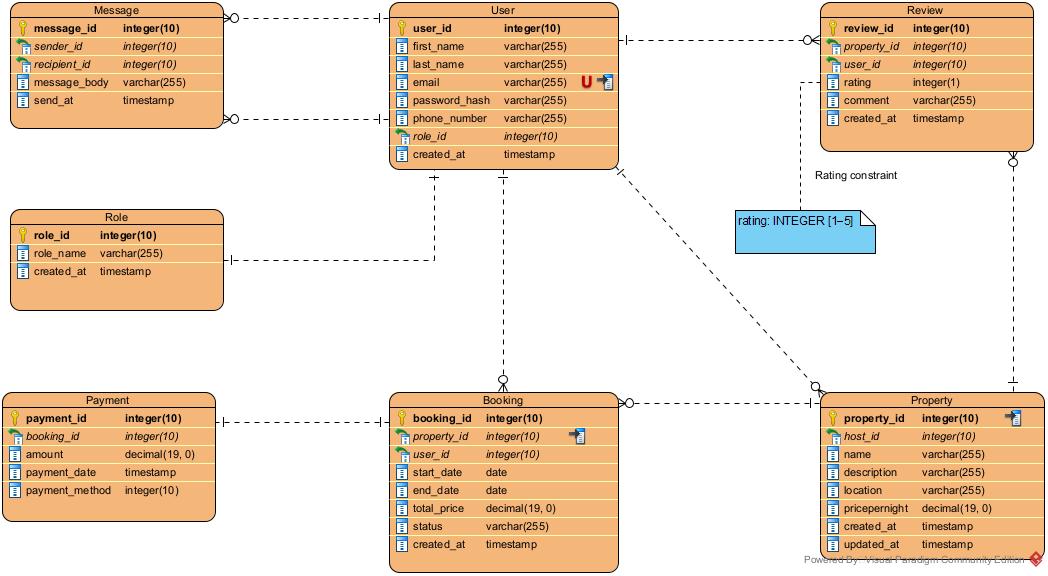 Message
message_id integer(10)
sender_id integer(10)
recipient_id integer(10)
message_body varchar(255)
send_at timestamp
User
user_id integer(10)
first_name varchar(255)
last_name varchar(255)
email varchar(255) U
password_hash varchar(255)
phone_number varchar(255)
role_id integer(10)
created_at timestamp
Review
review_id integer(10)
property_id integer(10)
user_id integer(10)
rating integer(1)
comment varchar(255)
created_at timestamp
Rating constraint
rating: INTEGER [1–5]
Role
role_id integer(10)
role_name varchar(255)
created_at timestamp
Payment
payment_id integer(10)
booking_id integer(10)
amount decimal(19, 0)
payment_date timestamp
payment_method integer(10)
Booking
booking_id integer(10)
property_id integer(10)
user_id integer(10)
start_date date
end_date date
total_price decimal(19, 0)
status varchar(255)
created_at timestamp
Property
property_id integer(10)
host_id integer(10)
name varchar(255)
description varchar(255)
location varchar(255)
pricepernight decimal(19, 0)
created_at timestamp
updated_at timestamp
Powered By Visual Paradigm Community Edition